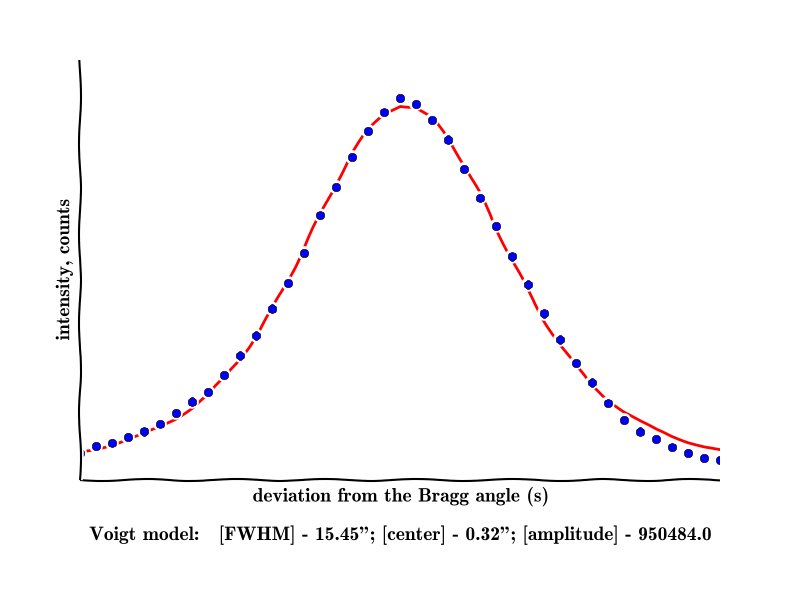 intensity, counts
deviation from the Bragg angle (s)
Voigt model: [FWHM] - 15.45”; [center] - 0.32”; [amplitude] - 950484.0